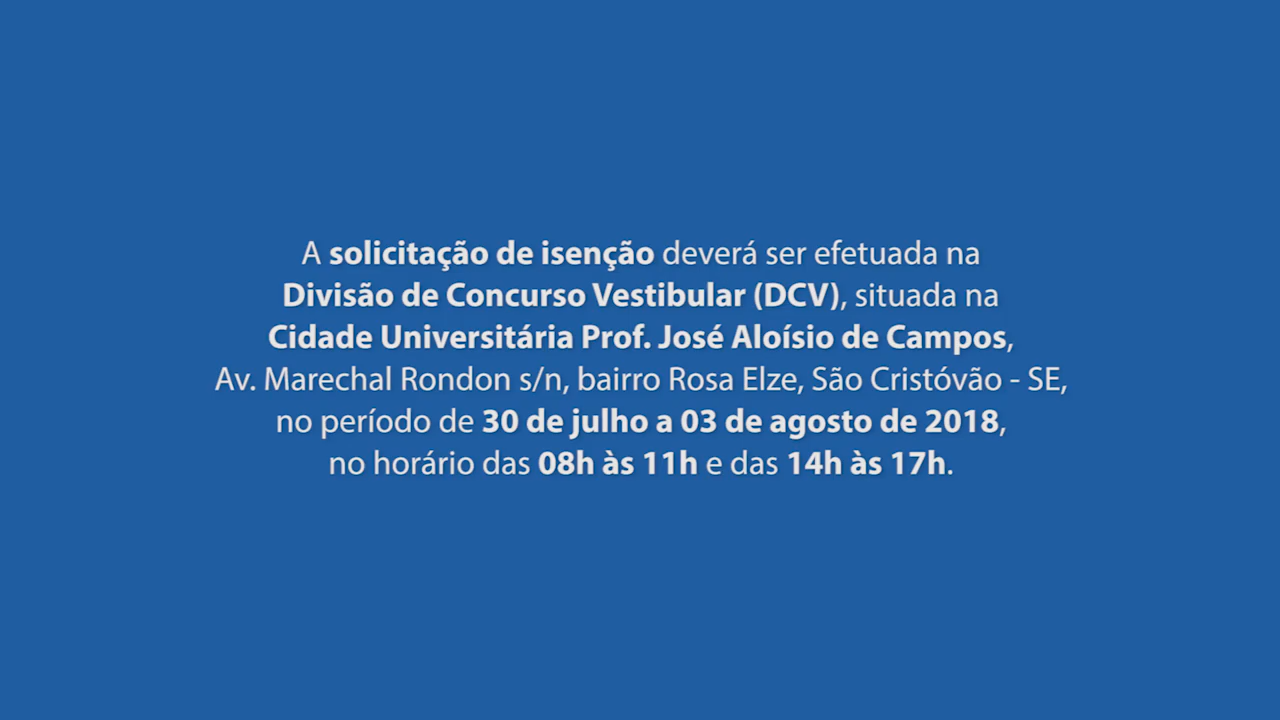 A solicitação de isenção deverá ser efetuada na
Divisão de Concurso Vestibular (DCV), situada na
Cidade Universitária Prof. José Aloísio de Campos,
Av. Marechal Rondon s/n, bairro Rosa Elze, São Cristóvão - SE,
no período de 30 de julho a 03 de agosto de 2018,
no horário das 08h às 11h e das 14h às 17h.